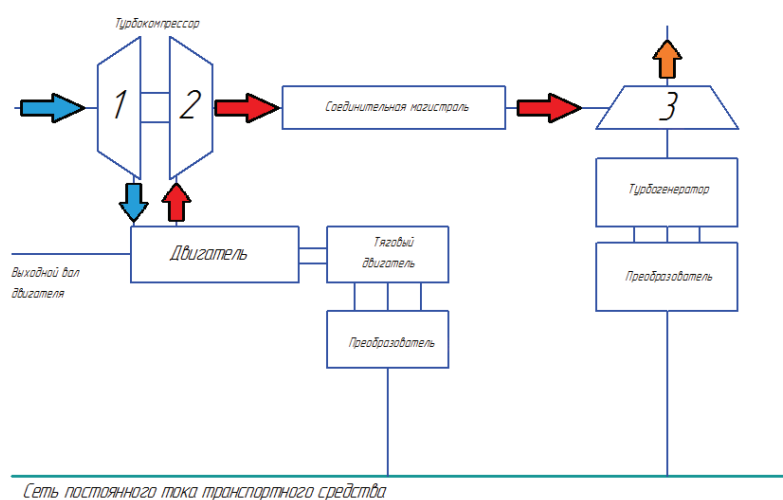 Турбокомпрессор
1
2
Соединительная магистраль
3
Турбогенератор
Двигатель
Тяговый
двигатель
Выходной вал
двигателя
Преобразователь
Преобразователь
Сеть постоянного тока транспортного средства